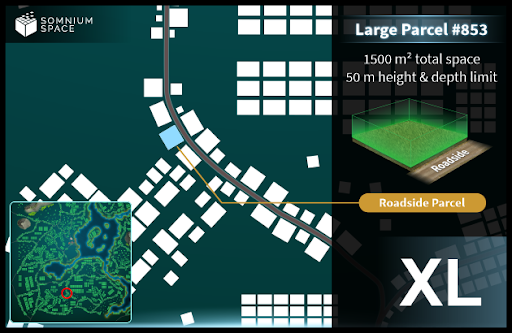 SOMNIUM
SPACE
Large Parcel #853
1500 m² total space
50 m height & depth limit
Roadside
Roadside Parcel
XL